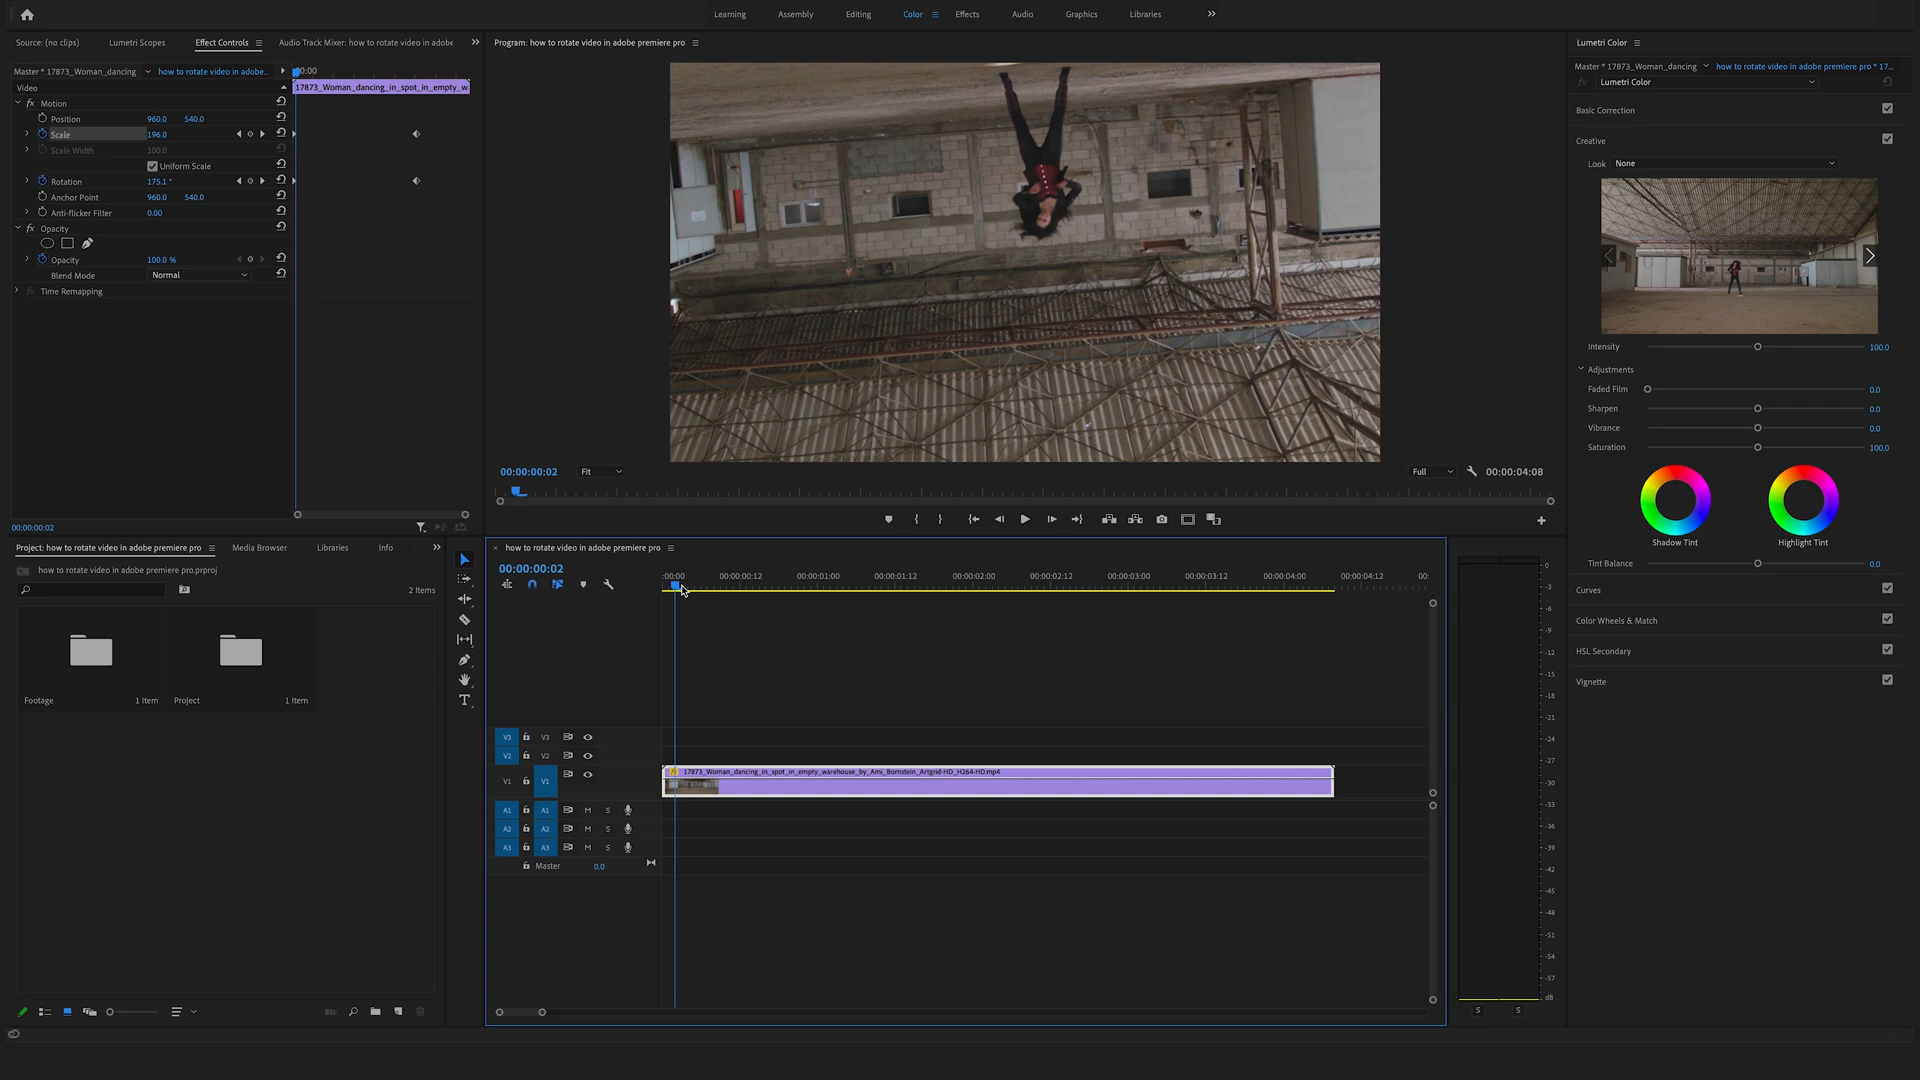 Learning
Assembly
Editing
Color
Effects
Audio
Graphics
Libraries
Source: (no clips)
Lumetri Scopes
Effect Controls
Audio Track Mixer: how to rotate video in adobe
Master * 17873_Woman_dancing
how to rotate video in adobe...
:00:00
Video
17873_Woman_dancing_in_spot_in_empty_w
Motion
Position 960.0 540.0
Scale 196.0
Scale Width 100.0
Uniform Scale
Rotation 175.1 °
Anchor Point 960.0 540.0
Anti-flicker Filter 0.00
Opacity
Opacity 100.0 %
Blend Mode Normal
Time Remapping
00:00:00:02
Program: how to rotate video in adobe premiere pro
00:00:00:02
Fit
Full
00:00:04:08
Lumetri Color
Master * 17873_Woman_dancing
how to rotate video in adobe premiere pro * 17...
fx Lumetri Color
Basic Correction
Creative
Look None
Intensity 100.0
Adjustments
Faded Film 0.0
Sharpen 0.0
Vibrance 0.0
Saturation 100.0
Shadow Tint
Highlight Tint
Tint Balance 0.0
Curves
Color Wheels & Match
HSL Secondary
Vignette
Project: how to rotate video in adobe premiere pro
Media Browser
Libraries
Info
how to rotate video in adobe premiere pro.prproj
2 Items
Footage 1 Item
Project 1 Item
how to rotate video in adobe premiere pro
00:00:00:02
:00:00
00:00:00:12
00:00:01:00
00:00:01:12
00:00:02:00
00:00:02:12
00:00:03:00
00:00:03:12
00:00:04:00
00:00:04:12
00:
V3 V3
V2 V2
V1 V1
17873_Woman_dancing_in_spot_in_empty_warehouse_by_Ami_Bornstein_Artgrid-HD_H264-HD.mp4
A1 A1 M S
A2 A2 M S
A3 A3 M S
Master 0.0
0
-3
-6
-9
-12
-15
-18
-21
-24
-27
-30
-33
-36
-39
-42
-45
-48
-51
-54
-57
dB
S S